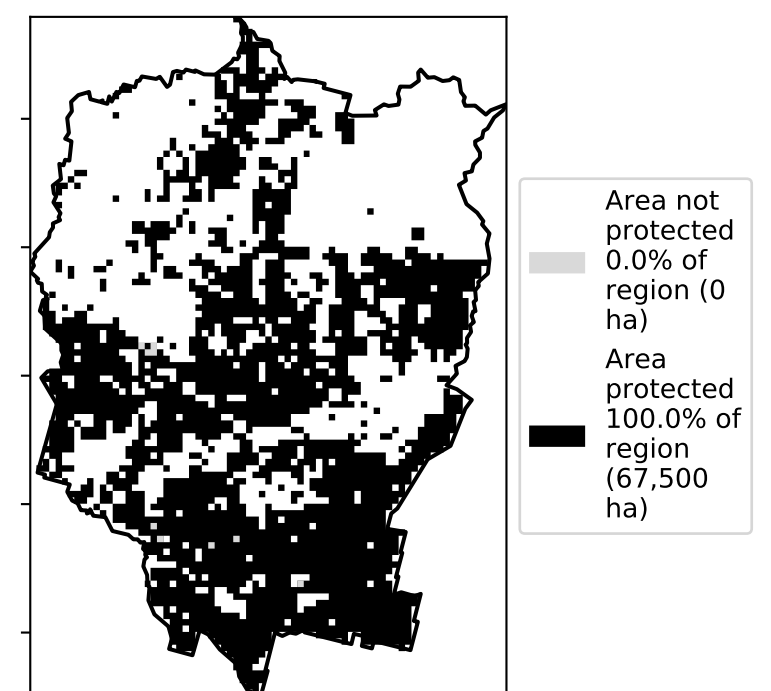 Area not
protected
0.0% of
region (0
ha)
Area
protected
100.0% of
region
(67,500
ha)